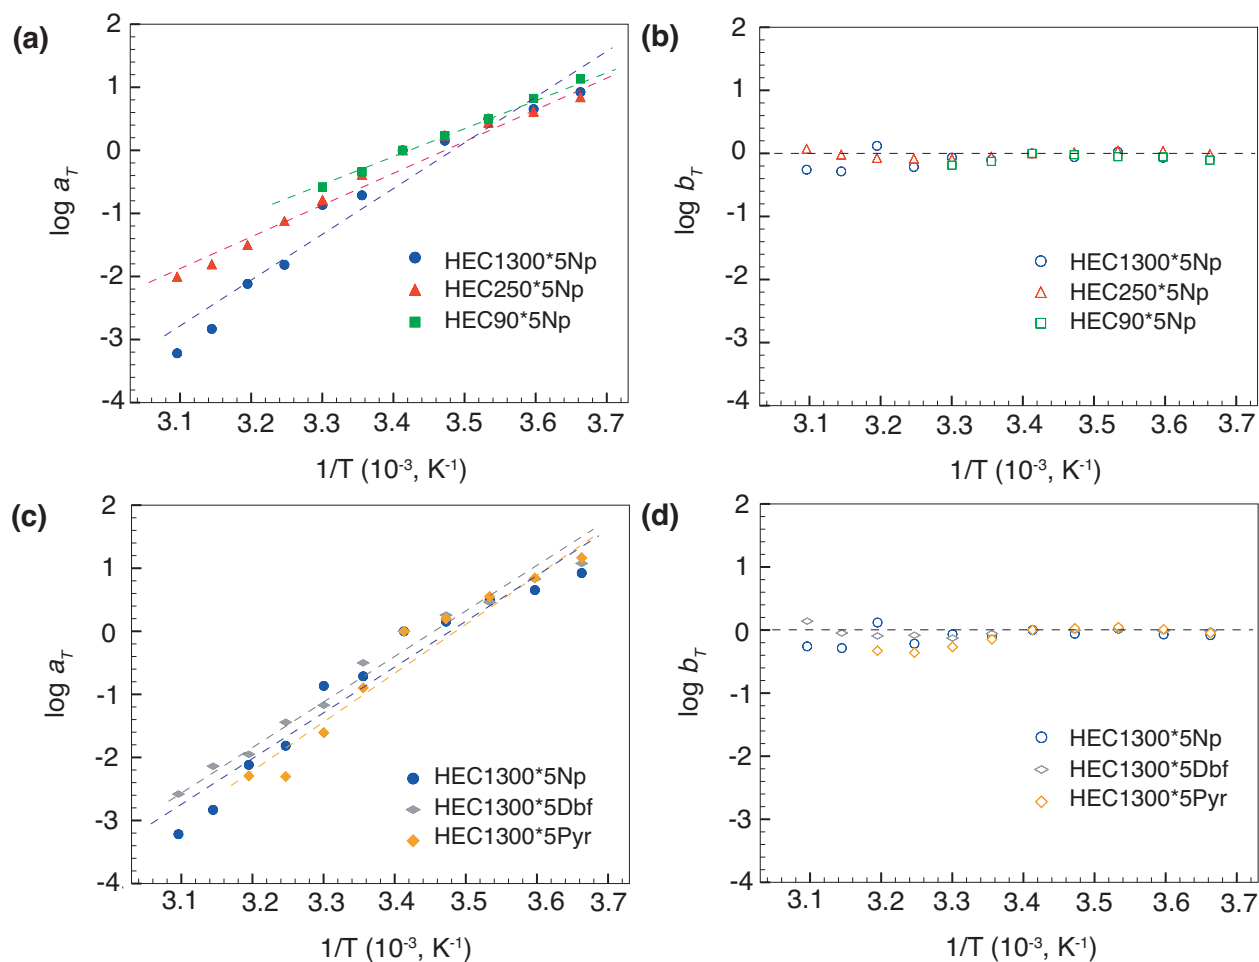 (a)
2
1
0
-1
-2
-3
-4
log a_T
HEC1300*5Np
HEC250*5Np
HEC90*5Np
3.1 3.2 3.3 3.4 3.5 3.6 3.7
1/T (10⁻³, K⁻¹)
(b)
2
1
0
-1
-2
-3
-4
log b_T
HEC1300*5Np
HEC250*5Np
HEC90*5Np
3.1 3.2 3.3 3.4 3.5 3.6 3.7
1/T (10⁻³, K⁻¹)
(c)
2
1
0
-1
-2
-3
-4
log a_T
HEC1300*5Np
HEC1300*5Dbf
HEC1300*5Pyr
3.1 3.2 3.3 3.4 3.5 3.6 3.7
1/T (10⁻³, K⁻¹)
(d)
2
1
0
-1
-2
-3
-4
log b_T
HEC1300*5Np
HEC1300*5Dbf
HEC1300*5Pyr
3.1 3.2 3.3 3.4 3.5 3.6 3.7
1/T (10⁻³, K⁻¹)